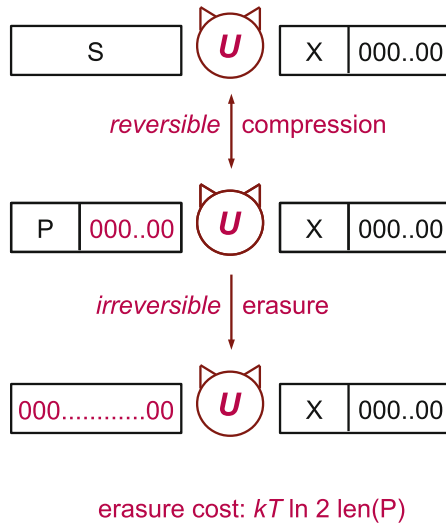 S U X 000..00
reversible compression
P 000..00 U X 000..00
irreversible erasure
000............00 U X 000..00
erasure cost: kT ln 2 len(P)